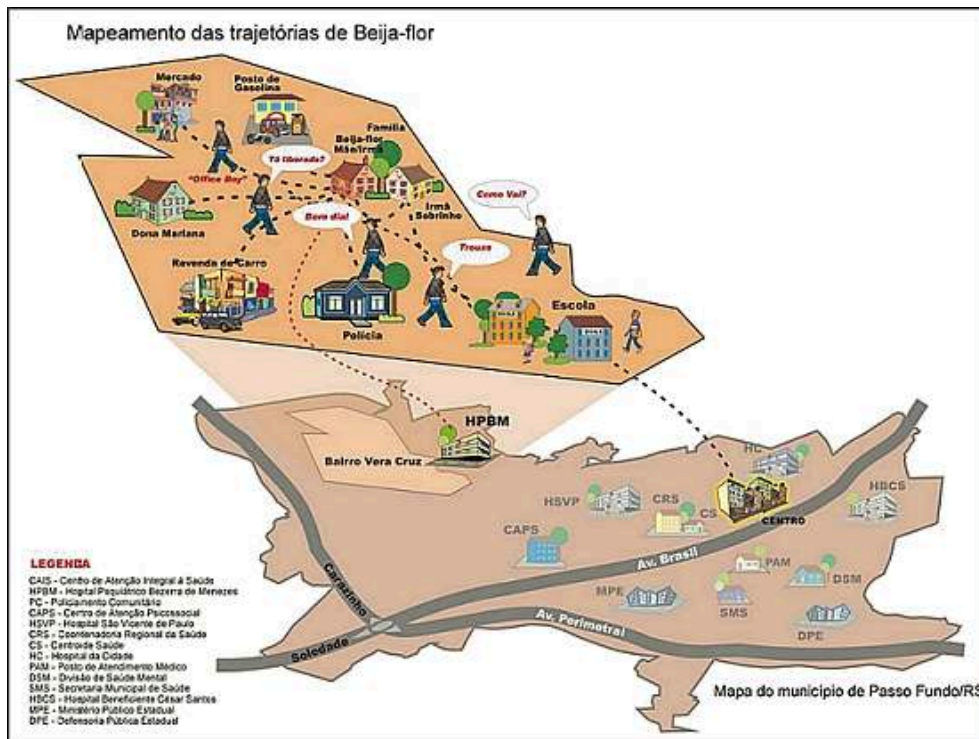 Mapeamento das trajetórias de Beija-flor
Mercado
Posto de
Gasolina
Família
Beija-flor
Mãe/Irmã
Tô liberado?
"Office Boy"
Como Vai?
Dona Mariana
Bom dia!
Irmã
Sobrinho
Trouxe
Revenda de Carro
Polícia
Escola
HPBM
Bairro Vera Cruz
HC
HSVP
CRS
CS
HBCS
CENTRO
CAPS
Av. Brasil
PAM
DSM
MPE
SMS
DPE
Carazinho
Soledade
Av. Perimetral
LEGENDA
CAIS - Centro de Atenção Integral à Saúde
HPBM - Hogital Psiquiátrico Bezerra de Menezes
PC - Policiamento Comunitário
CAPS - Centro de Atenção Psicossocial
HSVP - Hospital São Vicente de Paulo
CRS - Coordenadoria Regional da Saúde
CS - Centro de Saúde
HC - Hospital da Cidade
PAM - Posto de Atendimento Médico
DSM - Divisão de Saúde Mental
SMS - Secretaria Municipal de Saúde
HBCS - Hospital Beneficiente César Santos
MPE - Ministério Público Estadual
DPE - Defensoria Pública Estadual
Mapa do município de Passo Fundo/RS